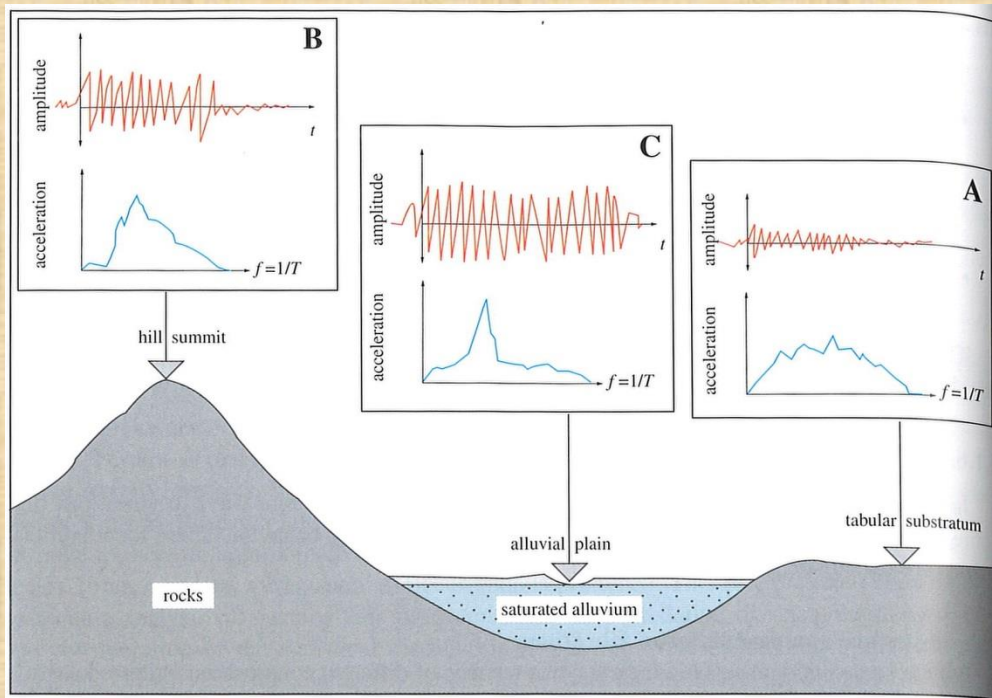 B
amplitude
t
acceleration
f=1/T
hill summit
C
amplitude
t
acceleration
f=1/T
alluvial plain
A
amplitude
t
acceleration
f=1/T
tabular substratum
rocks
saturated alluvium